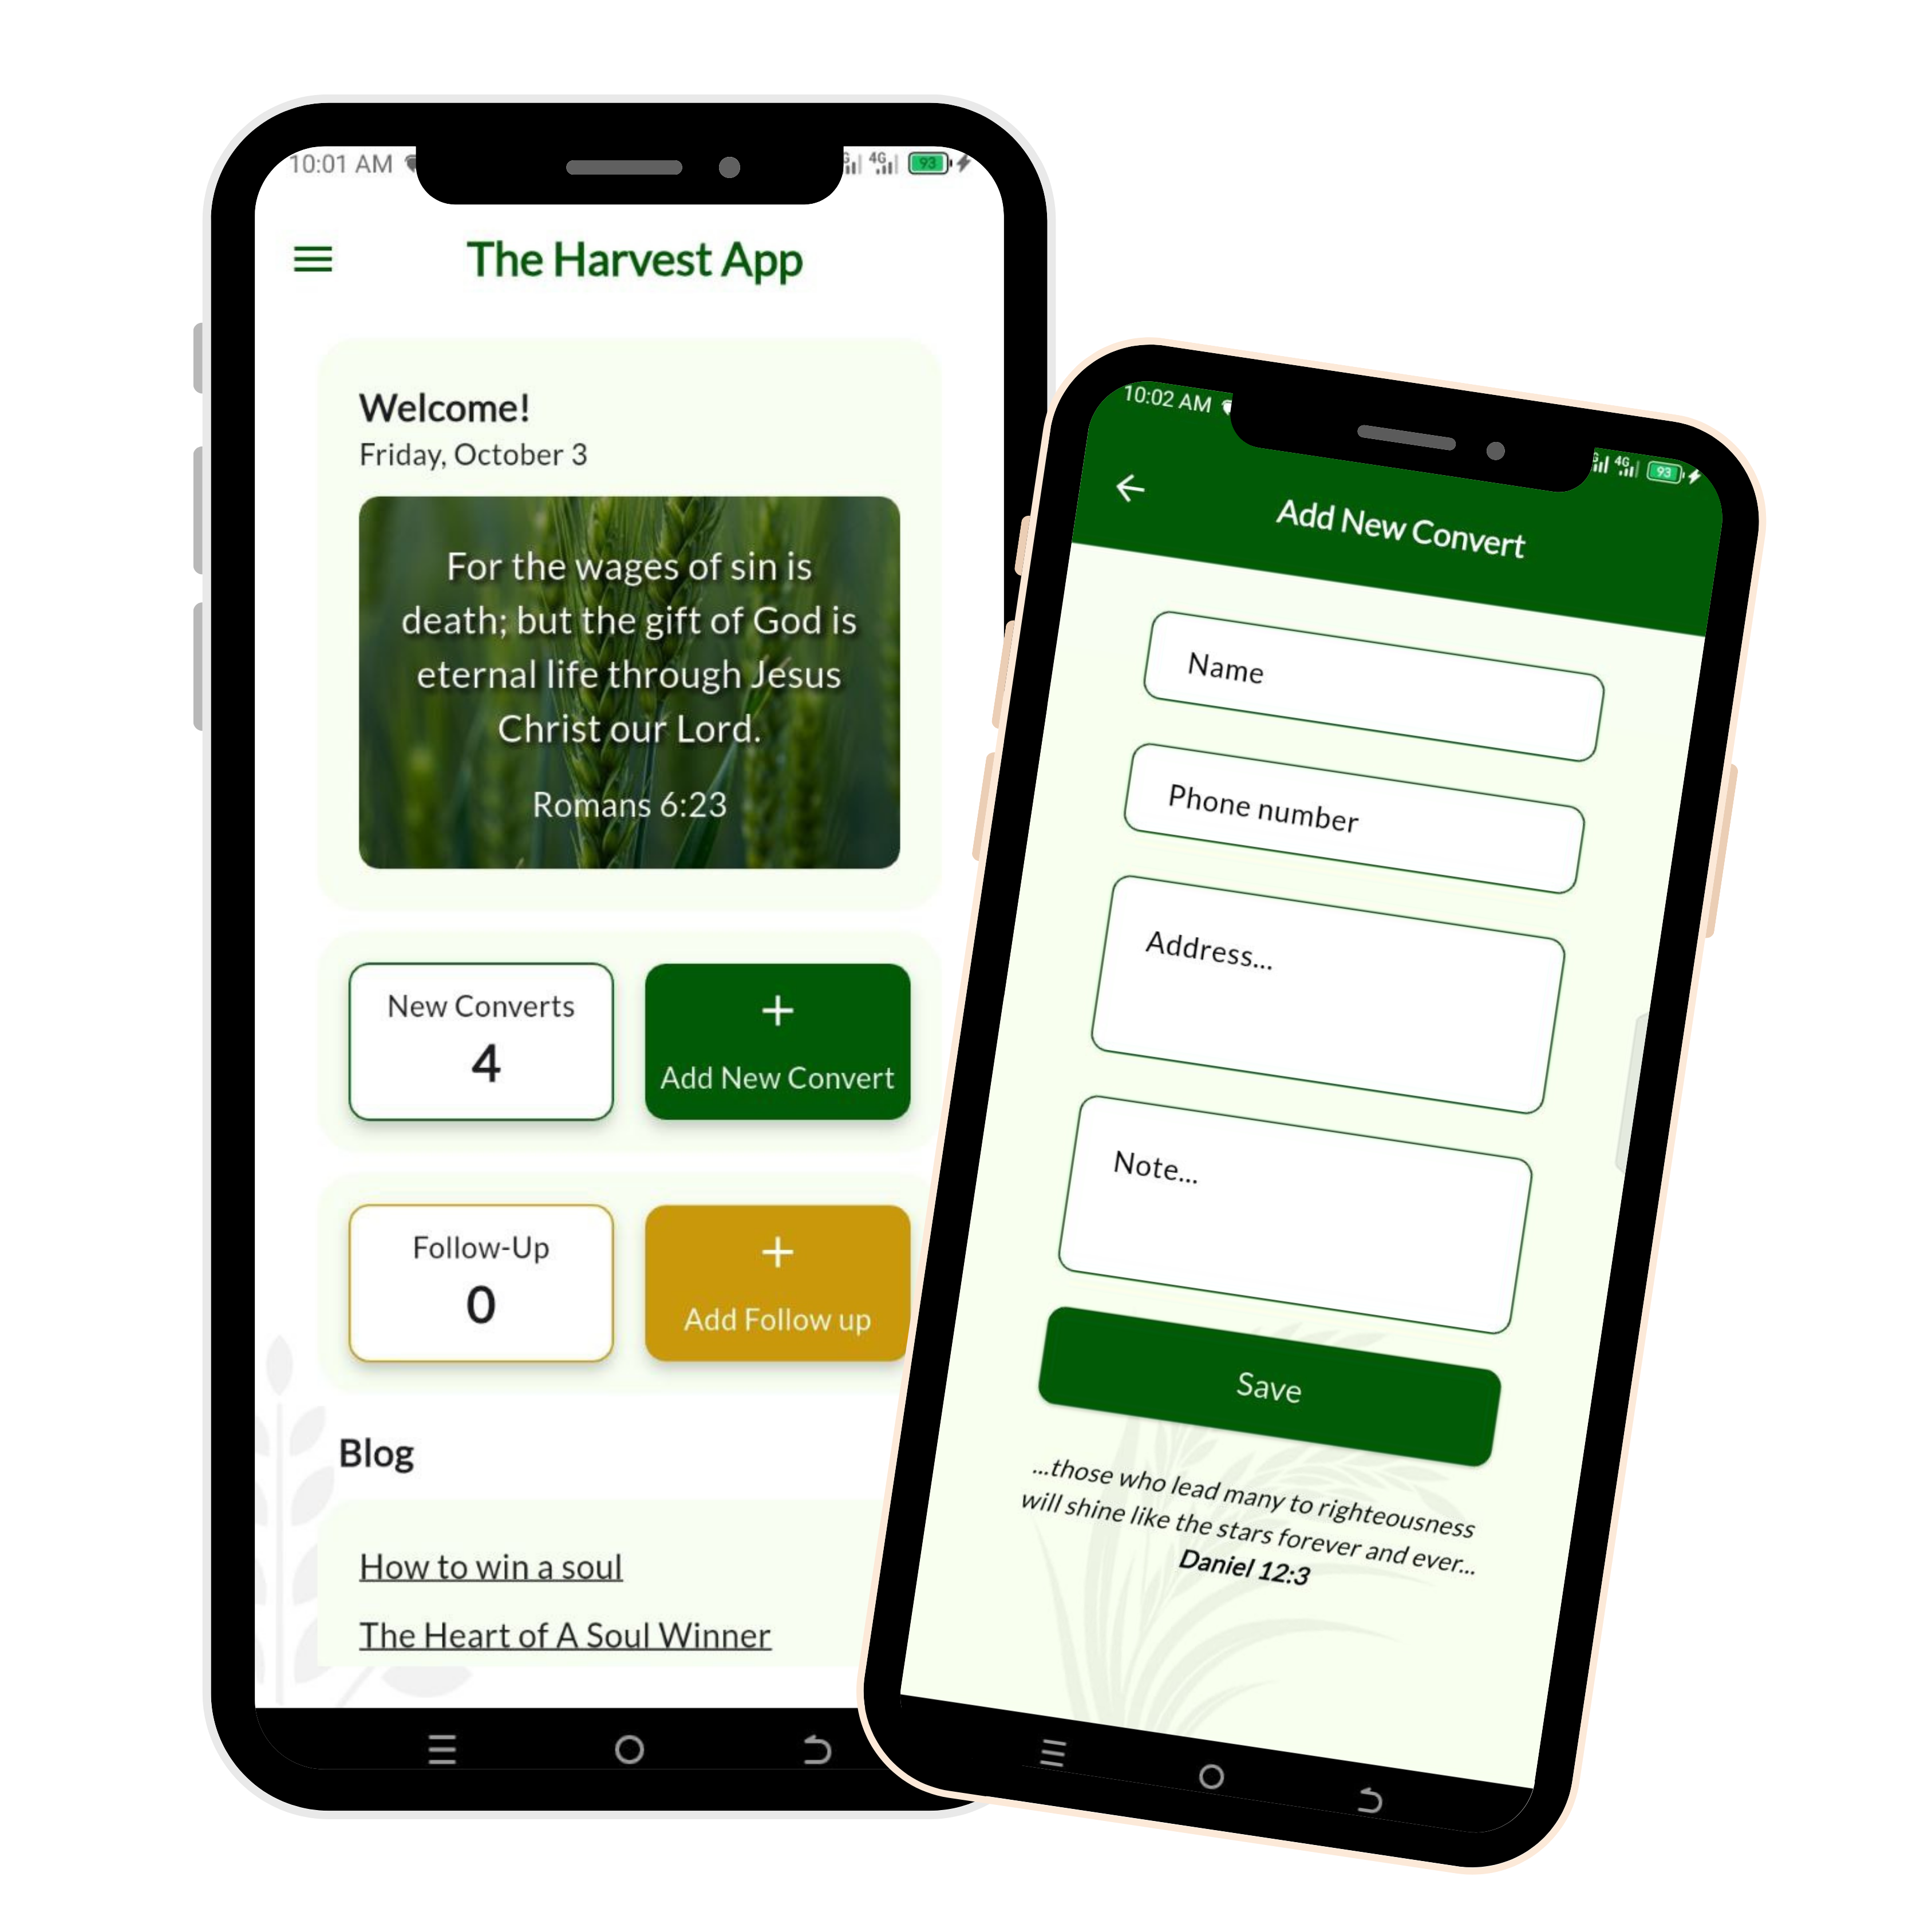 10:01 AM
4G
93
The Harvest App
Welcome!
Friday, October 3
For the wages of sin is
death; but the gift of God is
eternal life through Jesus
Christ our Lord.
Romans 6:23
New Converts
4
+
Add New Convert
Follow-Up
0
+
Add Follow up
Blog
How to win a soul
The Heart of A Soul Winner
10:02 AM
4G
93
Add New Convert
Name
Phone number
Address...
Note...
Save
...those who lead many to righteousness
will shine like the stars forever and ever...
Daniel 12:3